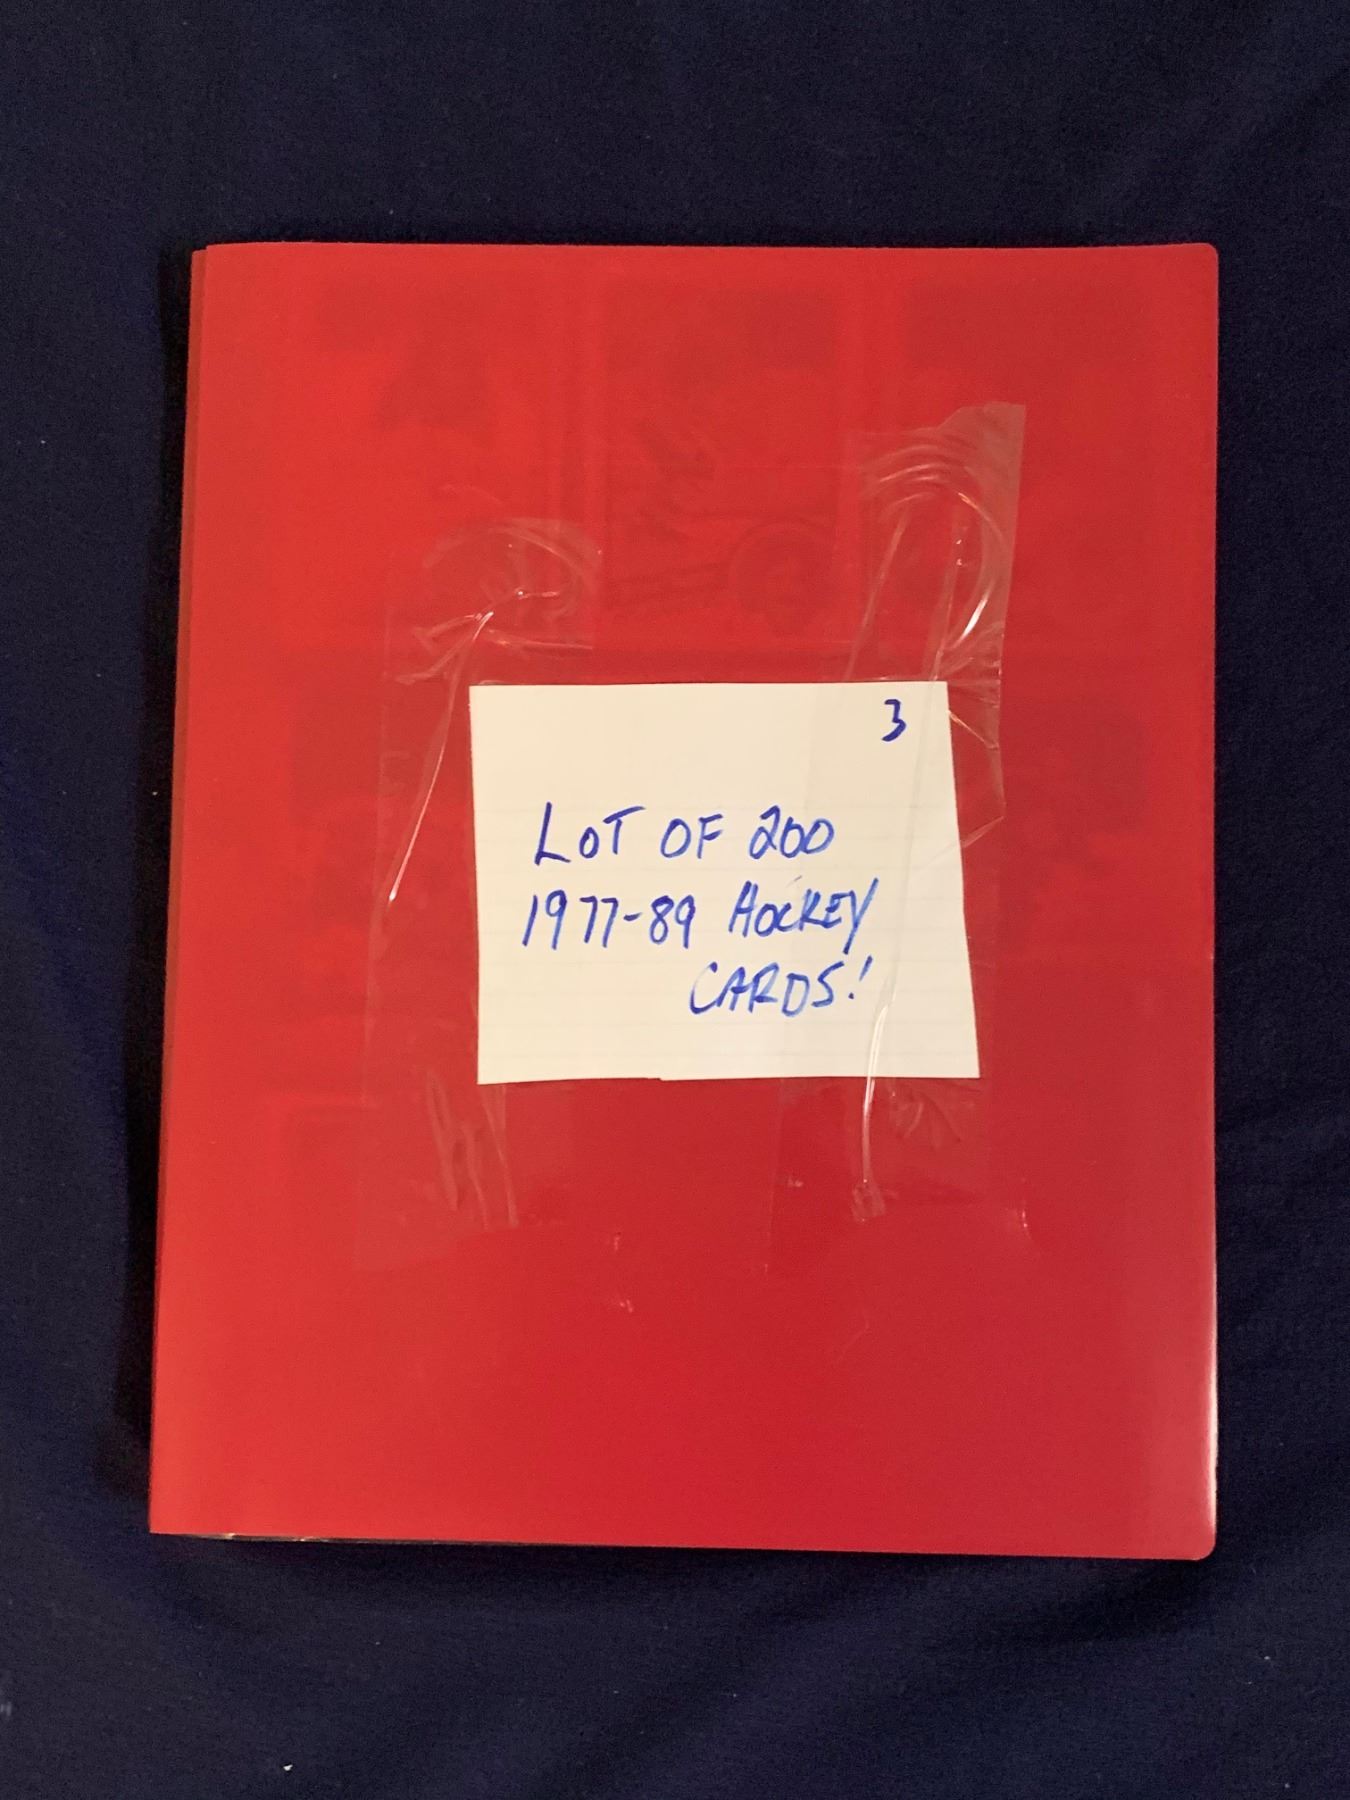 3
LOT OF 200
1977-89 HOCKEY
CARDS!